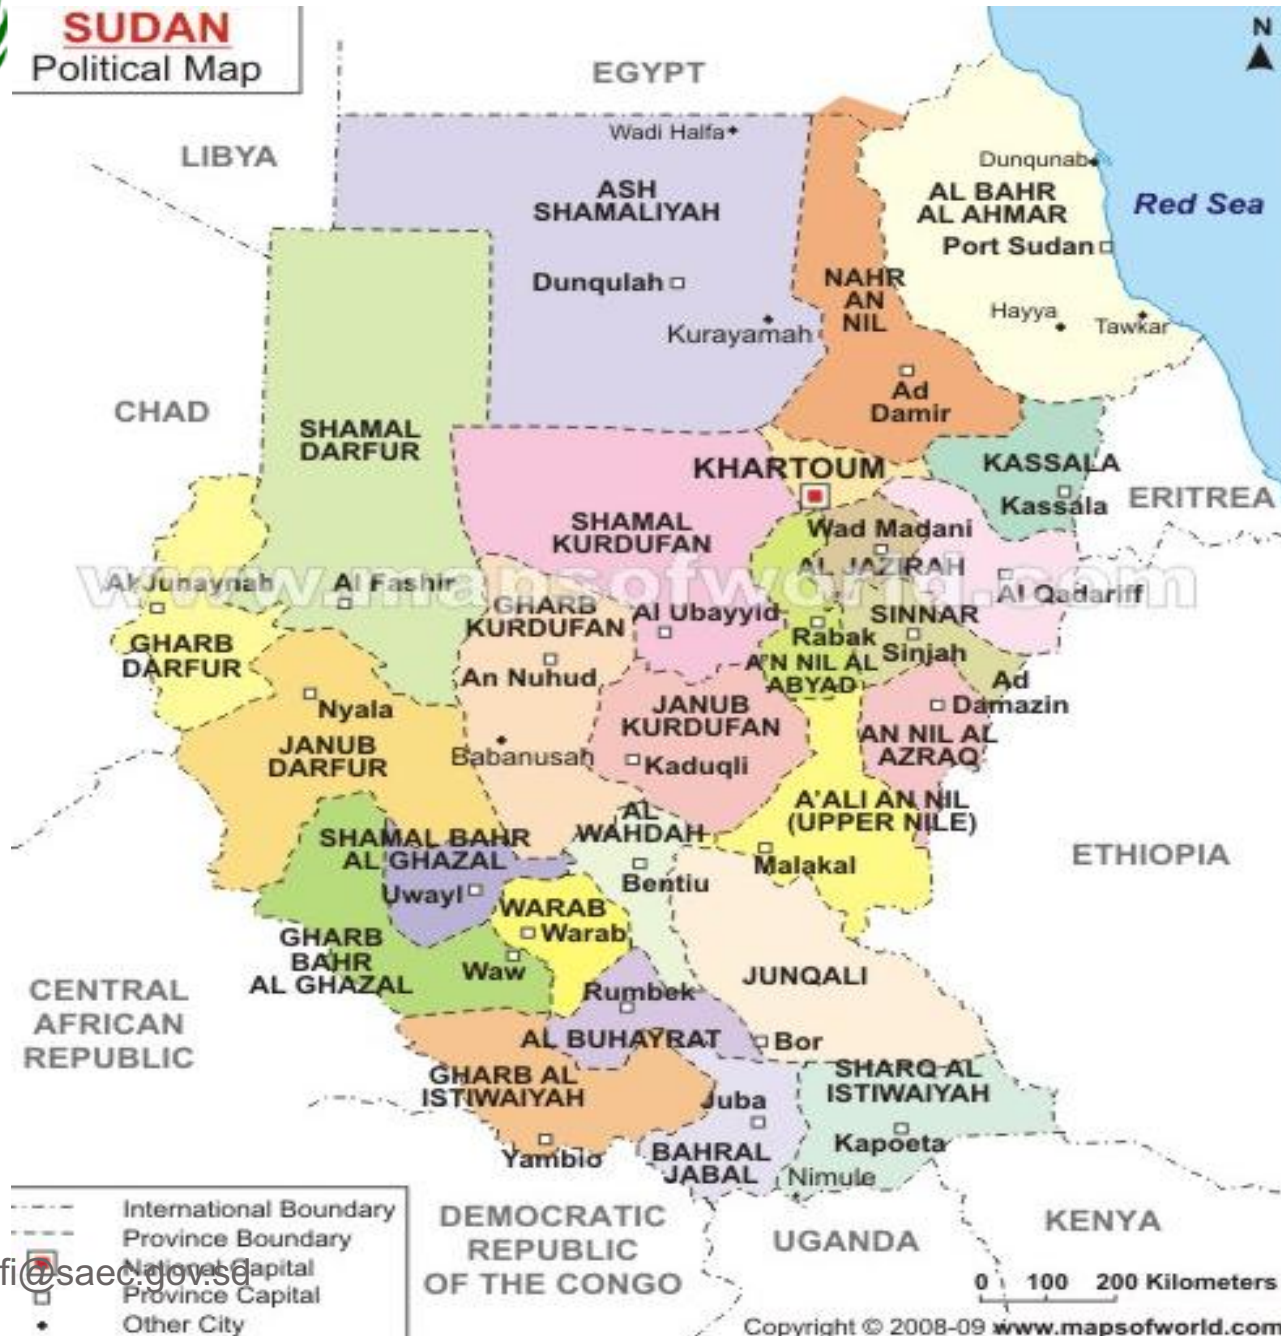 SUDAN
Political Map
N
EGYPT
LIBYA
Wadi Halfa
Dunqunab
ASH
SHAMALIYAH
AL BAHR
AL AHMAR
Red Sea
Port Sudan
Dunqulah
NAHR
AN
NIL
Kurayamah
Hayya
Tawkar
Ad
Damir
CHAD
SHAMAL
DARFUR
KHARTOUM
KASSALA
Kassala
ERITREA
SHAMAL
KURDUFAN
Wad Madani
AL JAZIRAH
www.mapsofworld.com
Al Junaynah
Al Fashir
GHARB
KURDUFAN
Al Ubayyid
Al Qadariff
SINNAR
Rabak
Sinjah
GHARB
DARFUR
An Nuhud
A'N NIL AL
ABYAD
Ad
Damazin
Nyala
JANUB
KURDUFAN
AN NIL AL
AZRAQ
JANUB
DARFUR
Babanusah
Kaduqli
A'ALI AN NIL
(UPPER NILE)
AL
WAHDAH
SHAMAL BAHR
AL GHAZAL
Malakal
ETHIOPIA
Uwayl
Bentiu
WARAB
Warab
GHARB
BAHR
AL GHAZAL
Waw
JUNQALI
CENTRAL
AFRICAN
REPUBLIC
Rumbek
AL BUHAYRAT
Bor
GHARB AL
ISTIWAIYAH
SHARQ AL
ISTIWAIYAH
Juba
Kapoeta
Yambio
BAHRAL
JABAL
Nimule
DEMOCRATIC
REPUBLIC
OF THE CONGO
UGANDA
KENYA
International Boundary
Province Boundary
National Capital
fi@saec.gov.sd
Province Capital
Other City
0 100 200 Kilometers
Copyright © 2008-09 www.mapsofworld.com